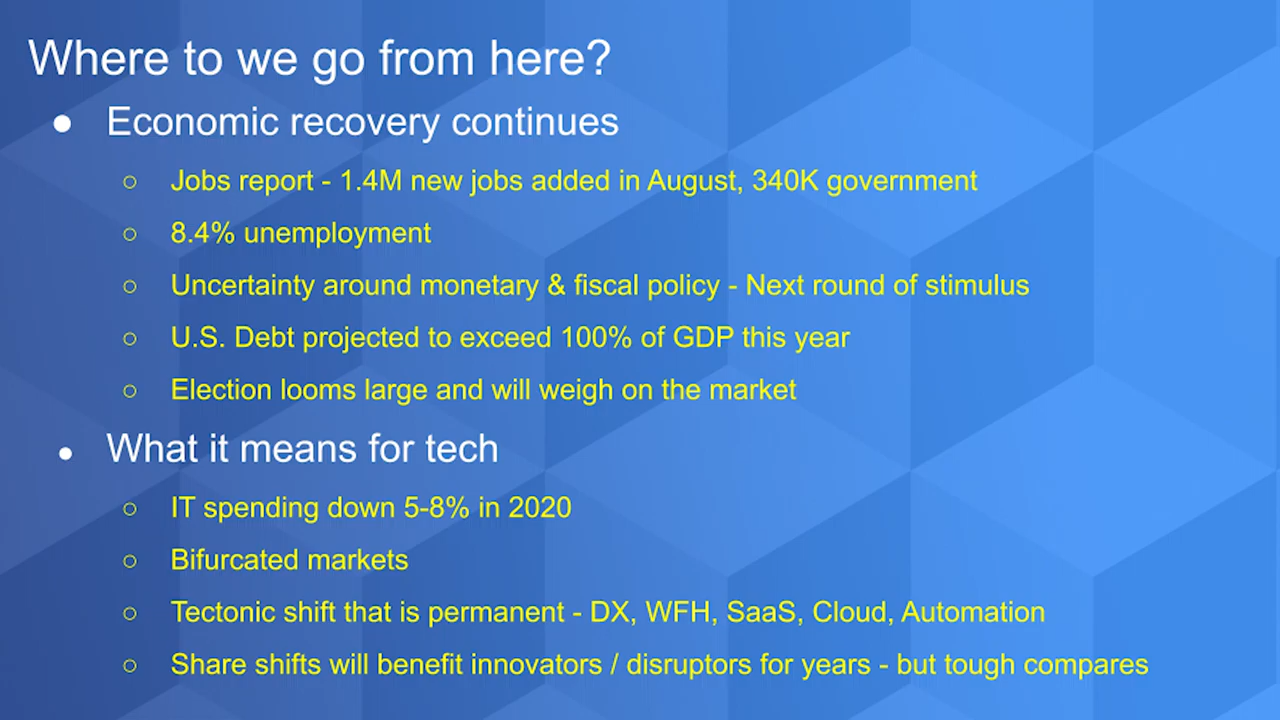 Where to we go from here?
● Economic recovery continues
○ Jobs report - 1.4M new jobs added in August, 340K government
○ 8.4% unemployment
○ Uncertainty around monetary & fiscal policy - Next round of stimulus
○ U.S. Debt projected to exceed 100% of GDP this year
○ Election looms large and will weigh on the market
● What it means for tech
○ IT spending down 5-8% in 2020
○ Bifurcated markets
○ Tectonic shift that is permanent - DX, WFH, SaaS, Cloud, Automation
○ Share shifts will benefit innovators / disruptors for years - but tough compares